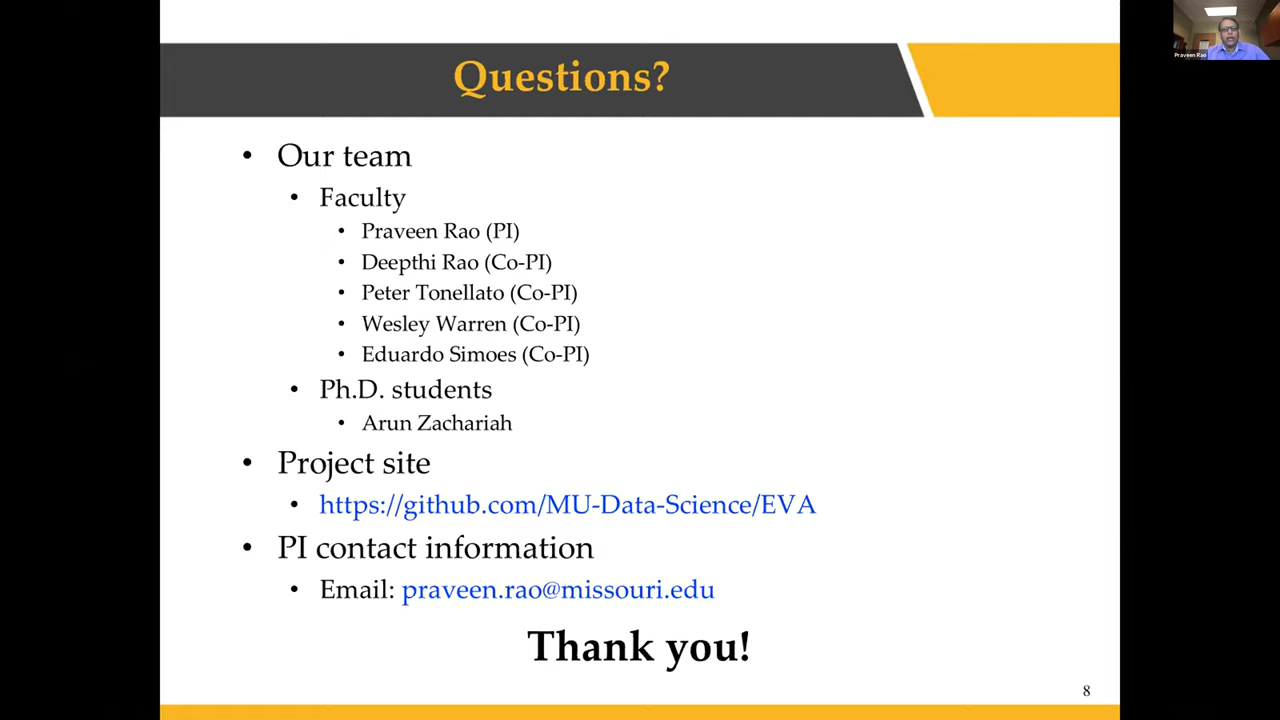 Questions?
Praveen Rao
• Our team
• Faculty
• Praveen Rao (PI)
• Deepthi Rao (Co-PI)
• Peter Tonellato (Co-PI)
• Wesley Warren (Co-PI)
• Eduardo Simoes (Co-PI)
• Ph.D. students
• Arun Zachariah
• Project site
• https://github.com/MU-Data-Science/EVA
• PI contact information
• Email: praveen.rao@missouri.edu
Thank you!
8